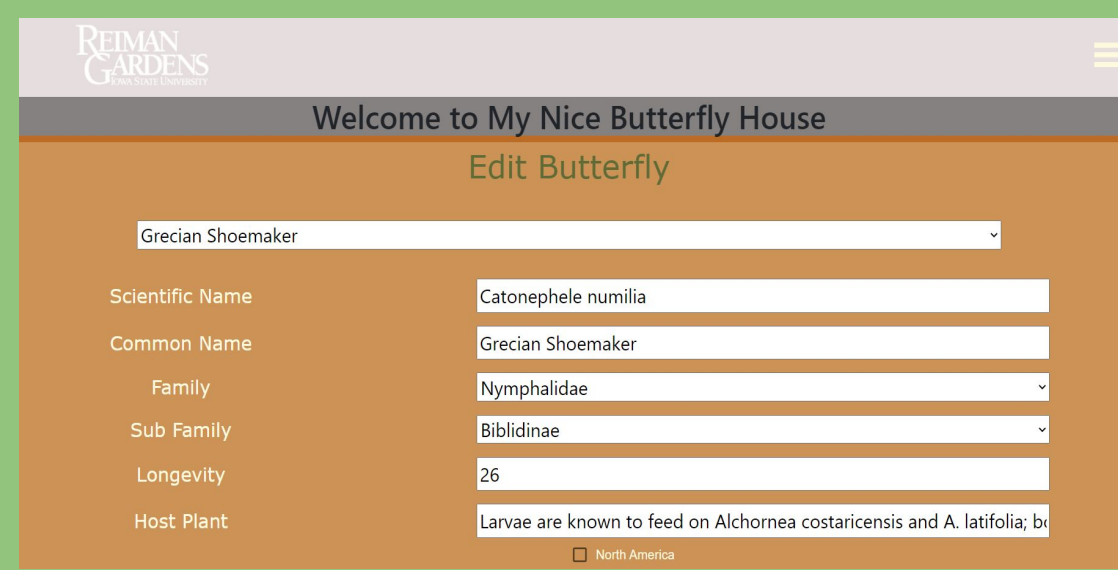 REIMAN
GARDENS
IOWA STATE UNIVERSITY
Welcome to My Nice Butterfly House
Edit Butterfly
Grecian Shoemaker
Scientific Name Catonephele numilia
Common Name Grecian Shoemaker
Family Nymphalidae
Sub Family Biblidinae
Longevity 26
Host Plant Larvae are known to feed on Alchornea costaricensis and A. latifolia;
North America